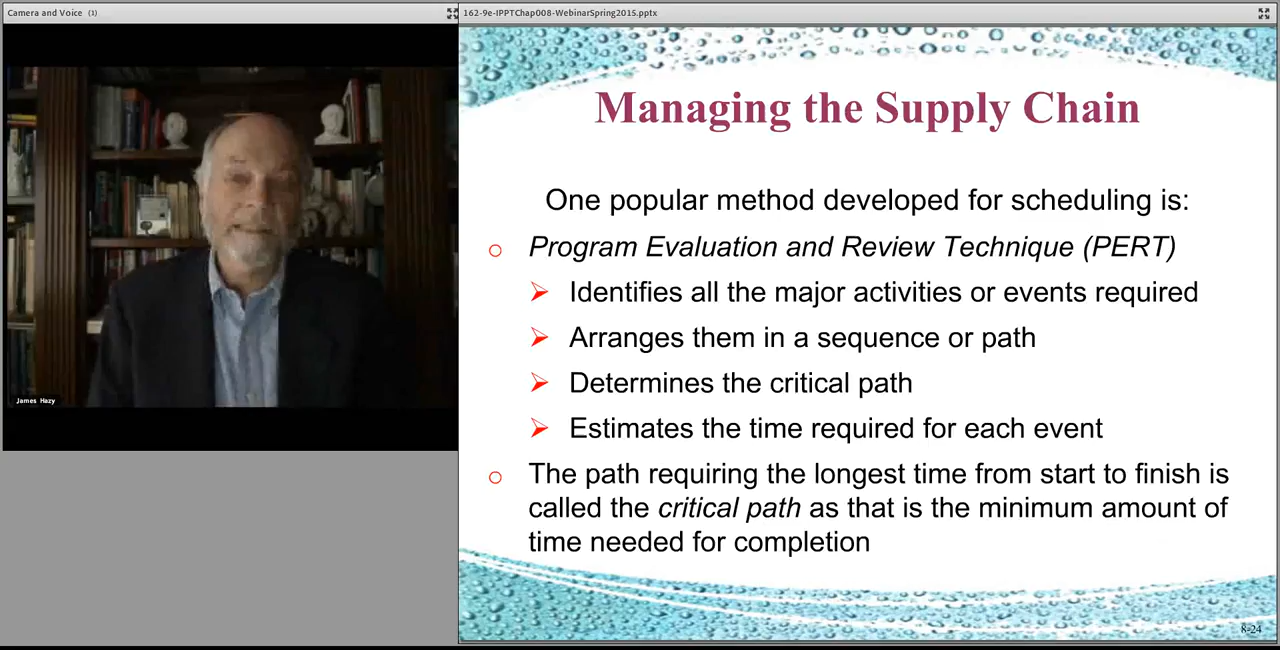 Camera and Voice (1)
162-9e-IPPTChap008-WebinarSpring2015.pptx
James Hazy
Managing the Supply Chain
One popular method developed for scheduling is:
Program Evaluation and Review Technique (PERT)
Identifies all the major activities or events required
Arranges them in a sequence or path
Determines the critical path
Estimates the time required for each event
The path requiring the longest time from start to finish is
called the critical path as that is the minimum amount of
time needed for completion
8-24